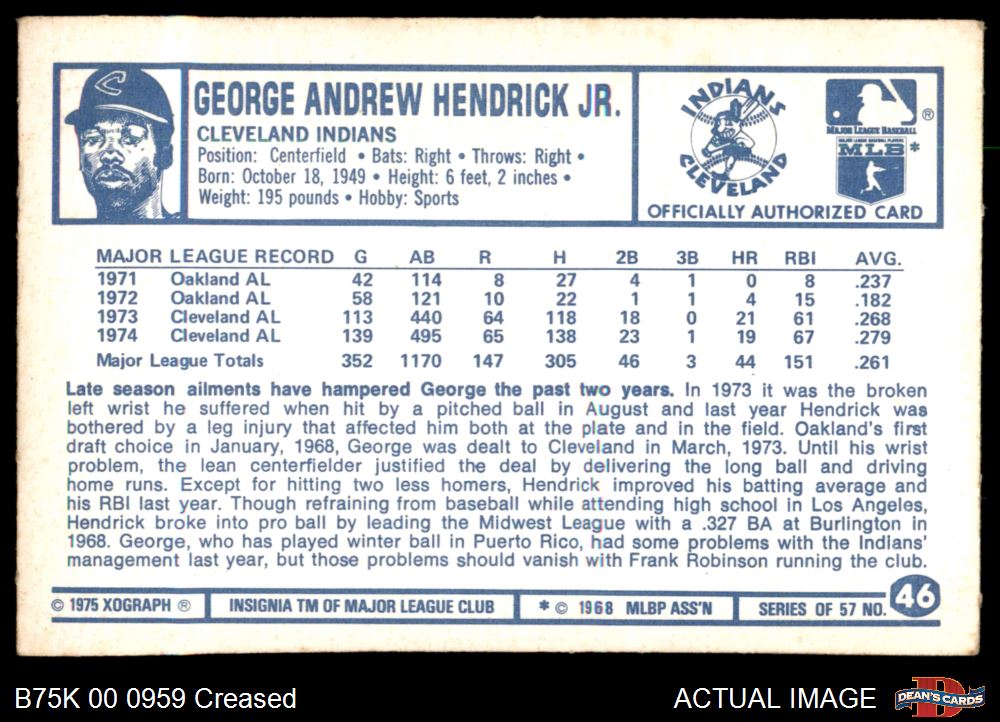 GEORGE ANDREW HENDRICK JR.
CLEVELAND INDIANS
Position: Centerfield • Bats: Right • Throws: Right •
Born: October 18, 1949 • Height: 6 feet, 2 inches •
Weight: 195 pounds • Hobby: Sports
C
INDIANS
CLEVELAND
MAJOR LEAGUE BASEBALL ®
MAJOR LEAGUE BASEBALL PLAYERS
MLB *
OFFICIALLY AUTHORIZED CARD
MAJOR LEAGUE RECORD G AB R H 2B 3B HR RBI AVG.
1971 Oakland AL 42 114 8 27 4 1 0 8 .237
1972 Oakland AL 58 121 10 22 1 1 4 15 .182
1973 Cleveland AL 113 440 64 118 18 0 21 61 .268
1974 Cleveland AL 139 495 65 138 23 1 19 67 .279
Major League Totals 352 1170 147 305 46 3 44 151 .261
Late season ailments have hampered George the past two years. In 1973 it was the broken
left wrist he suffered when hit by a pitched ball in August and last year Hendrick was
bothered by a leg injury that affected him both at the plate and in the field. Oakland's first
draft choice in January, 1968, George was dealt to Cleveland in March, 1973. Until his wrist
problem, the lean centerfielder justified the deal by delivering the long ball and driving
home runs. Except for hitting two less homers, Hendrick improved his batting average and
his RBI last year. Though refraining from baseball while attending high school in Los Angeles,
Hendrick broke into pro ball by leading the Midwest League with a .327 BA at Burlington in
1968. George, who has played winter ball in Puerto Rico, had some problems with the Indians'
management last year, but those problems should vanish with Frank Robinson running the club.
© 1975 XOGRAPH ® INSIGNIA TM OF MAJOR LEAGUE CLUB * © 1968 MLBP ASS'N SERIES OF 57 NO. 46
B75K 00 0959 Creased ACTUAL IMAGE
D DEAN'S CARDS